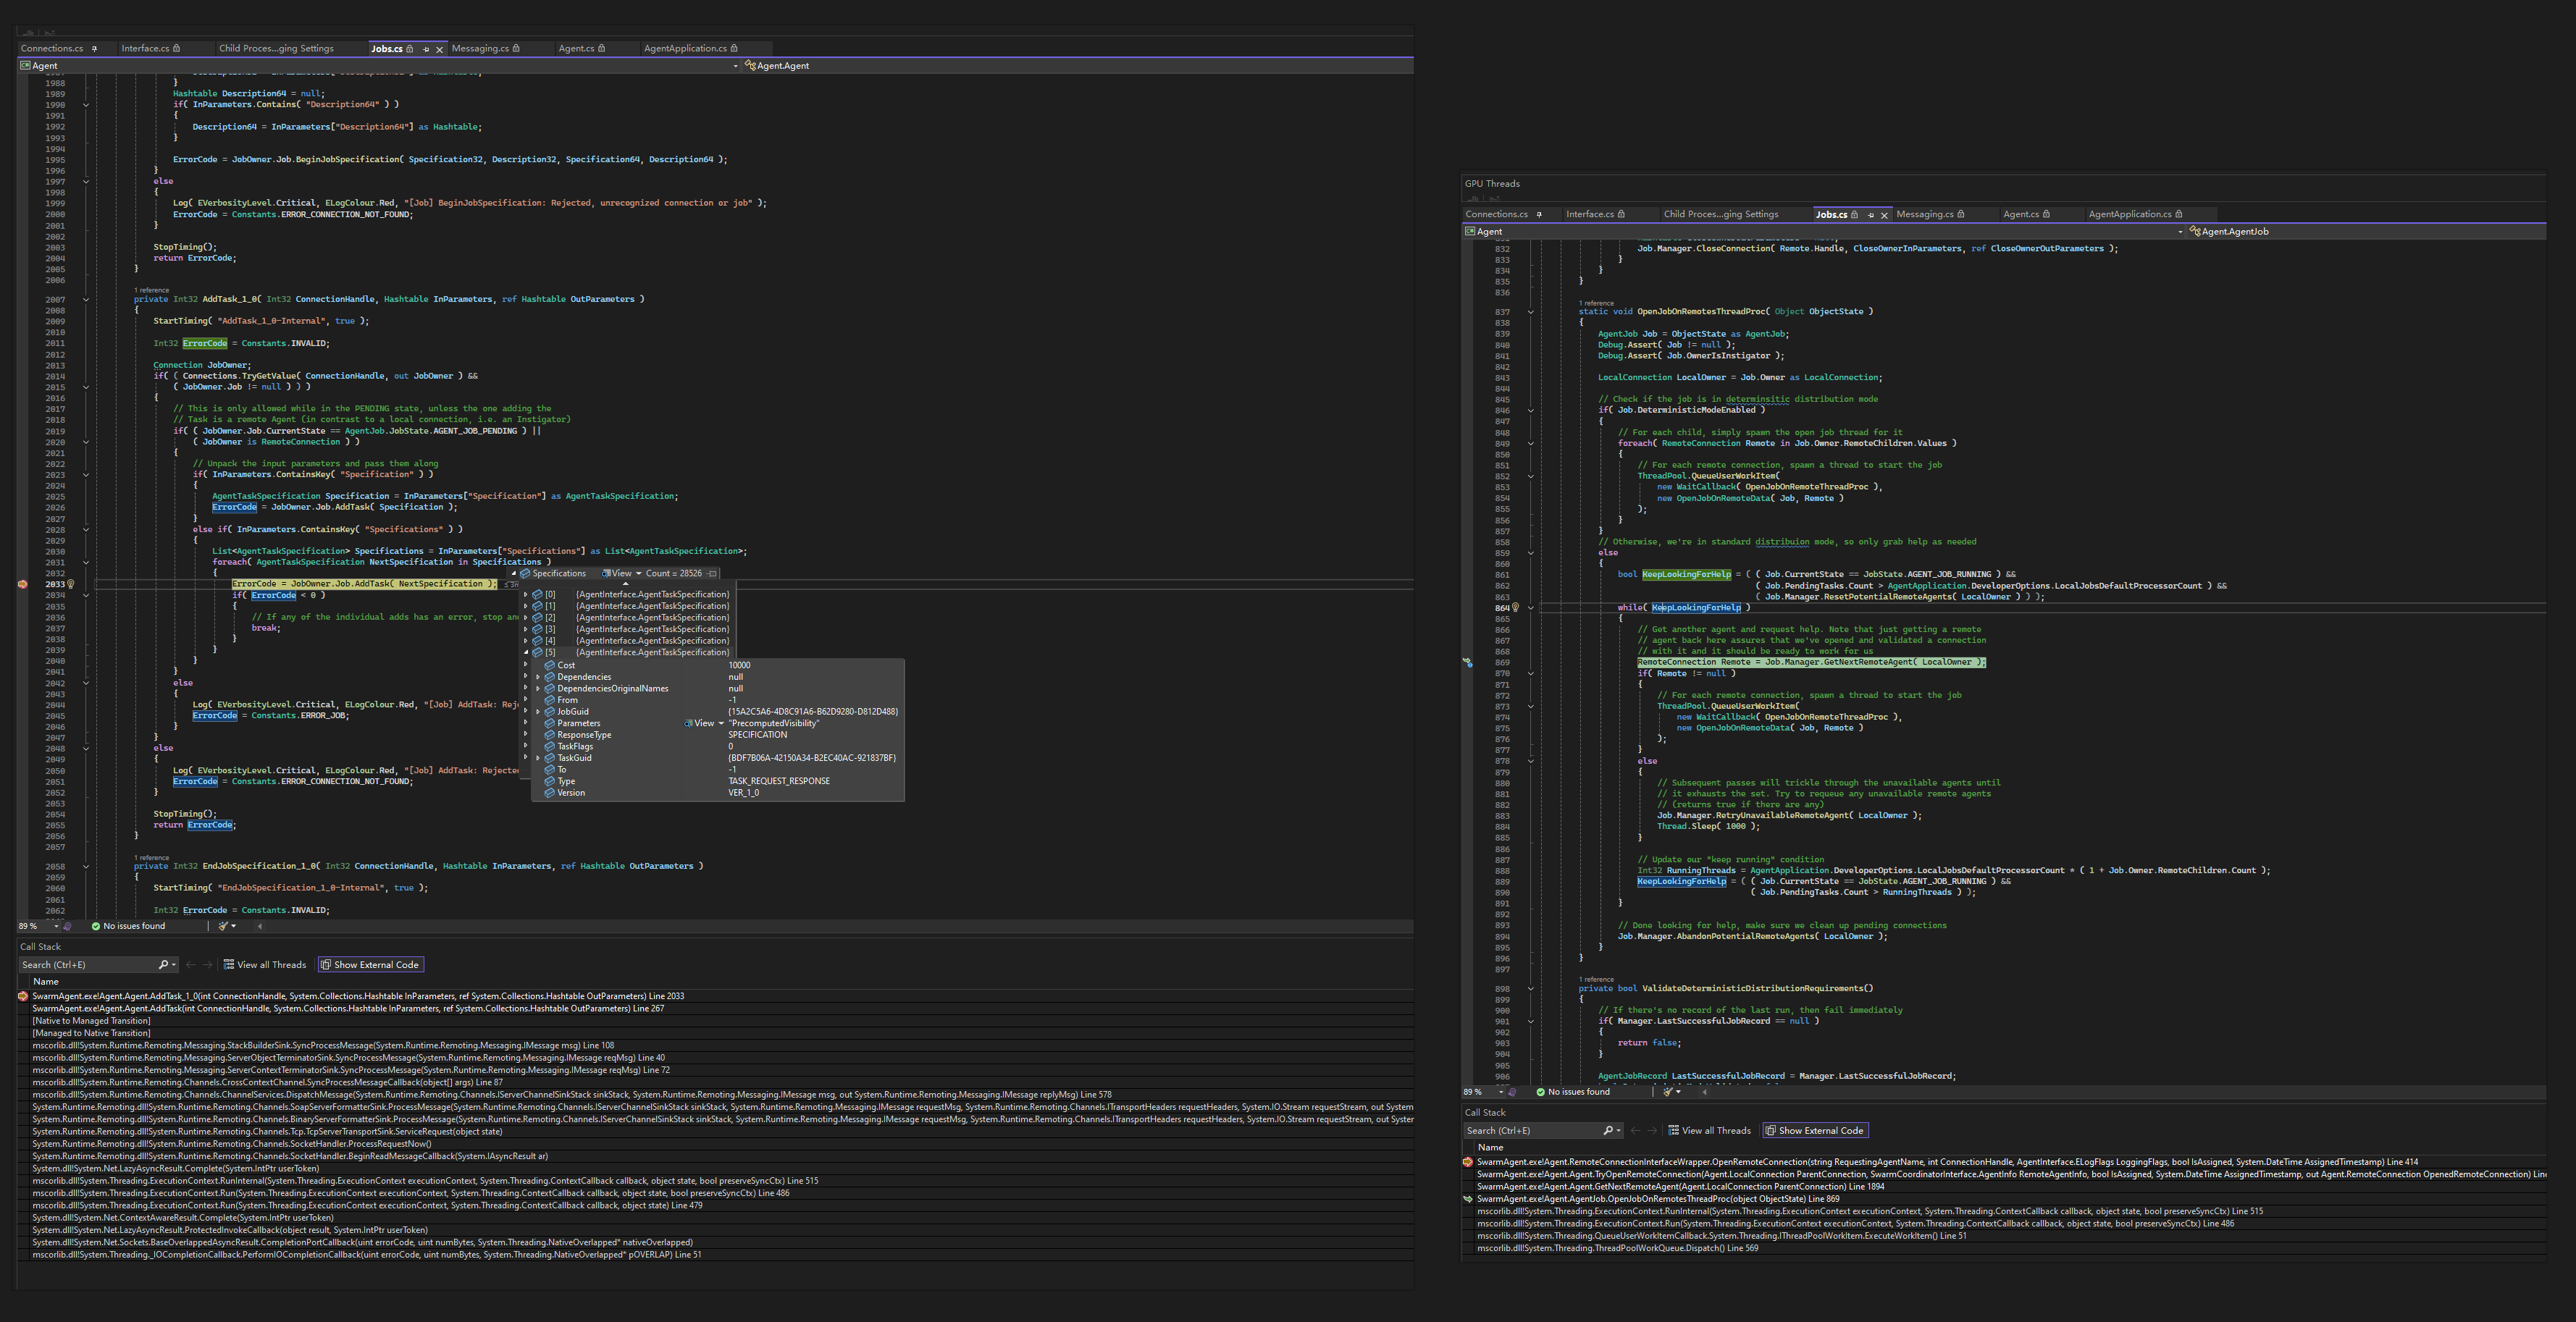 Connections.cs
Interface.cs
Child Proces...ging Settings
Jobs.cs
Messaging.cs
Agent.cs
AgentApplication.cs
Agent
Agent.Agent
1988 }
1989 Hashtable Description64 = null;
1990 if( InParameters.Contains( "Description64" ) )
1991 {
1992 Description64 = InParameters["Description64"] as Hashtable;
1993 }
1994
1995 ErrorCode = JobOwner.Job.BeginJobSpecification( Specification32, Description32, Specification64, Description64 );
1996 }
1997 else
1998 {
1999 Log( EVerbosityLevel.Critical, ELogColour.Red, "[Job] BeginJobSpecification: Rejected, unrecognized connection or job" );
2000 ErrorCode = Constants.ERROR_CONNECTION_NOT_FOUND;
2001 }
2002
2003 StopTiming();
2004 return ErrorCode;
2005 }
2006
1 reference
2007 private Int32 AddTask_1_0( Int32 ConnectionHandle, Hashtable InParameters, ref Hashtable OutParameters )
2008 {
2009 StartTiming( "AddTask_1_0-Internal", true );
2010
2011 Int32 ErrorCode = Constants.INVALID;
2012
2013 Connection JobOwner;
2014 if( ( Connections.TryGetValue( ConnectionHandle, out JobOwner ) &&
2015 ( JobOwner.Job != null ) ) )
2016 {
2017 // This is only allowed while in the PENDING state, unless the one adding the
2018 // Task is a remote Agent (in contrast to a local connection, i.e. an Instigator)
2019 if( ( JobOwner.Job.CurrentState == AgentJob.JobState.AGENT_JOB_PENDING ) ||
2020 ( JobOwner is RemoteConnection ) )
2021 {
2022 // Unpack the input parameters and pass them along
2023 if( InParameters.ContainsKey( "Specification" ) )
2024 {
2025 AgentTaskSpecification Specification = InParameters["Specification"] as AgentTaskSpecification;
2026 ErrorCode = JobOwner.Job.AddTask( Specification );
2027 }
2028 else if( InParameters.ContainsKey( "Specifications" ) )
2029 {
2030 List<AgentTaskSpecification> Specifications = InParameters["Specifications"] as List<AgentTaskSpecification>;
2031 foreach( AgentTaskSpecification NextSpecification in Specifications )
2032 {
2033 ErrorCode = JobOwner.Job.AddTask( NextSpecification );
2034 if( ErrorCode < 0 )
2035 {
2036 // If any of the individual adds has an error, stop an
2037 break;
2038 }
2039 }
2040 }
2041 }
2042 else
2043 {
2044 Log( EVerbosityLevel.Critical, ELogColour.Red, "[Job] AddTask: Rej
2045 ErrorCode = Constants.ERROR_JOB;
2046 }
2047 }
2048 else
2049 {
2050 Log( EVerbosityLevel.Critical, ELogColour.Red, "[Job] AddTask: Rejecte
2051 ErrorCode = Constants.ERROR_CONNECTION_NOT_FOUND;
2052 }
2053
2054 StopTiming();
2055 return ErrorCode;
2056 }
2057
1 reference
2058 private Int32 EndJobSpecification_1_0( Int32 ConnectionHandle, Hashtable InParameters, ref Hashtable OutParameters )
2059 {
2060 StartTiming( "EndJobSpecification_1_0-Internal", true );
2061
2062 Int32 ErrorCode = Constants.INVALID;
Specifications View Count = 28526
[0] {AgentInterface.AgentTaskSpecification}
[1] {AgentInterface.AgentTaskSpecification}
[2] {AgentInterface.AgentTaskSpecification}
[3] {AgentInterface.AgentTaskSpecification}
[4] {AgentInterface.AgentTaskSpecification}
[5] {AgentInterface.AgentTaskSpecification}
Cost 10000
Dependencies null
DependenciesOriginalNames null
From -1
JobGuid {15A2C5A6-4D8C91A6-B62D9280-D812D488}
Parameters View "PrecomputedVisibility"
ResponseType SPECIFICATION
TaskFlags 0
TaskGuid {BDF7B06A-42150A34-B2EC40AC-921837BF}
To -1
Type TASK_REQUEST_RESPONSE
Version VER_1_0
89 % No issues found
Call Stack
Search (Ctrl+E) View all Threads Show External Code
Name
SwarmAgent.exe!Agent.Agent.AddTask_1_0(int ConnectionHandle, System.Collections.Hashtable InParameters, ref System.Collections.Hashtable OutParameters) Line 2033
SwarmAgent.exe!Agent.Agent.AddTask(int ConnectionHandle, System.Collections.Hashtable InParameters, ref System.Collections.Hashtable OutParameters) Line 267
[Native to Managed Transition]
[Managed to Native Transition]
mscorlib.dll!System.Runtime.Remoting.Messaging.StackBuilderSink.SyncProcessMessage(System.Runtime.Remoting.Messaging.IMessage msg) Line 108
mscorlib.dll!System.Runtime.Remoting.Messaging.ServerObjectTerminatorSink.SyncProcessMessage(System.Runtime.Remoting.Messaging.IMessage reqMsg) Line 40
mscorlib.dll!System.Runtime.Remoting.Messaging.ServerContextTerminatorSink.SyncProcessMessage(System.Runtime.Remoting.Messaging.IMessage reqMsg) Line 72
mscorlib.dll!System.Runtime.Remoting.Channels.CrossContextChannel.SyncProcessMessageCallback(object[] args) Line 87
mscorlib.dll!System.Runtime.Remoting.Channels.ChannelServices.DispatchMessage(System.Runtime.Remoting.Channels.IServerChannelSinkStack sinkStack, System.Runtime.Remoting.Messaging.IMessage msg, out System.Runtime.Remoting.Messaging.IMessage replyMsg) Line 578
System.Runtime.Remoting.dll!System.Runtime.Remoting.Channels.SoapServerFormatterSink.ProcessMessage(System.Runtime.Remoting.Channels.IServerChannelSinkStack sinkStack, System.Runtime.Remoting.Messaging.IMessage requestMsg, System.Runtime.Remoting.Channels.ITransportHeaders requestHeaders, System.IO.Stream requestStream, out System
System.Runtime.Remoting.dll!System.Runtime.Remoting.Channels.BinaryServerFormatterSink.ProcessMessage(System.Runtime.Remoting.Channels.IServerChannelSinkStack sinkStack, System.Runtime.Remoting.Messaging.IMessage requestMsg, System.Runtime.Remoting.Channels.ITransportHeaders requestHeaders, System.IO.Stream requestStream, out Syster
System.Runtime.Remoting.dll!System.Runtime.Remoting.Channels.Tcp.TcpServerTransportSink.ServiceRequest(object state)
System.Runtime.Remoting.dll!System.Runtime.Remoting.Channels.SocketHandler.ProcessRequestNow()
System.Runtime.Remoting.dll!System.Runtime.Remoting.Channels.SocketHandler.BeginReadMessageCallback(System.IAsyncResult ar)
System.dll!System.Net.LazyAsyncResult.Complete(System.IntPtr userToken)
mscorlib.dll!System.Threading.ExecutionContext.RunInternal(System.Threading.ExecutionContext executionContext, System.Threading.ContextCallback callback, object state, bool preserveSyncCtx) Line 515
mscorlib.dll!System.Threading.ExecutionContext.Run(System.Threading.ExecutionContext executionContext, System.Threading.ContextCallback callback, object state, bool preserveSyncCtx) Line 486
mscorlib.dll!System.Threading.ExecutionContext.Run(System.Threading.ExecutionContext executionContext, System.Threading.ContextCallback callback, object state) Line 479
System.dll!System.Net.ContextAwareResult.Complete(System.IntPtr userToken)
System.dll!System.Net.LazyAsyncResult.ProtectedInvokeCallback(object result, System.IntPtr userToken)
System.dll!System.Net.Sockets.BaseOverlappedAsyncResult.CompletionPortCallback(uint errorCode, uint numBytes, System.Threading.NativeOverlapped* nativeOverlapped)
mscorlib.dll!System.Threading._IOCompletionCallback.PerformIOCompletionCallback(uint errorCode, uint numBytes, System.Threading.NativeOverlapped* pOVERLAP) Line 51
GPU Threads
Connections.cs
Interface.cs
Child Proces...ging Settings
Jobs.cs
Messaging.cs
Agent.cs
AgentApplication.cs
Agent
Agent.AgentJob
832 Job.Manager.CloseConnection( Remote.Handle, CloseOwnerInParameters, ref CloseOwnerOutParameters );
833 }
834 }
835 }
836
1 reference
837 static void OpenJobOnRemotesThreadProc( Object ObjectState )
838 {
839 AgentJob Job = ObjectState as AgentJob;
840 Debug.Assert( Job != null );
841 Debug.Assert( Job.OwnerIsInstigator );
842
843 LocalConnection LocalOwner = Job.Owner as LocalConnection;
844
845 // Check if the job is in determinsitic distribution mode
846 if( Job.DeterministicModeEnabled )
847 {
848 // For each child, simply spawn the open job thread for it
849 foreach( RemoteConnection Remote in Job.Owner.RemoteChildren.Values )
850 {
851 // For each remote connection, spawn a thread to start the job
852 ThreadPool.QueueUserWorkItem(
853 new WaitCallback( OpenJobOnRemoteThreadProc ),
854 new OpenJobOnRemoteData( Job, Remote )
855 );
856 }
857 }
858 // Otherwise, we're in standard distribuion mode, so only grab help as needed
859 else
860 {
861 bool KeepLookingForHelp = ( ( Job.CurrentState == JobState.AGENT_JOB_RUNNING ) &&
862 ( Job.PendingTasks.Count > AgentApplication.DeveloperOptions.LocalJobsDefaultProcessorCount ) &&
863 ( Job.Manager.ResetPotentialRemoteAgents( LocalOwner ) ) );
864 while( KeepLookingForHelp )
865 {
866 // Get another agent and request help. Note that just getting a remote
867 // agent back here assures that we've opened and validated a connection
868 // with it and it should be ready to work for us
869 RemoteConnection Remote = Job.Manager.GetNextRemoteAgent( LocalOwner );
870 if( Remote != null )
871 {
872 // For each remote connection, spawn a thread to start the job
873 ThreadPool.QueueUserWorkItem(
874 new WaitCallback( OpenJobOnRemoteThreadProc ),
875 new OpenJobOnRemoteData( Job, Remote )
876 );
877 }
878 else
879 {
880 // Subsequent passes will trickle through the unavailable agents until
881 // it exhausts the set. Try to requeue any unavailable remote agents
882 // (returns true if there are any)
883 Job.Manager.RetryUnavailableRemoteAgent( LocalOwner );
884 Thread.Sleep( 1000 );
885 }
886
887 // Update our "keep running" condition
888 Int32 RunningThreads = AgentApplication.DeveloperOptions.LocalJobsDefaultProcessorCount * ( 1 + Job.Owner.RemoteChildren.Count );
889 KeepLookingForHelp = ( ( Job.CurrentState == JobState.AGENT_JOB_RUNNING ) &&
890 ( Job.PendingTasks.Count > RunningThreads ) );
891 }
892
893 // Done looking for help, make sure we clean up pending connections
894 Job.Manager.AbandonPotentialRemoteAgents( LocalOwner );
895 }
896 }
897
1 reference
898 private bool ValidateDeterministicDistributionRequirements()
899 {
900 // If there's no record of the last run, then fail immediately
901 if( Manager.LastSuccessfulJobRecord == null )
902 {
903 return false;
904 }
905
906 AgentJobRecord LastSuccessfulJobRecord = Manager.LastSuccessfulJobRecord;
89 % No issues found
Call Stack
Search (Ctrl+E) View all Threads Show External Code
Name
SwarmAgent.exe!Agent.RemoteConnectionInterfaceWrapper.OpenRemoteConnection(string RequestingAgentName, int ConnectionHandle, AgentInterface.ELogFlags LoggingFlags, bool IsAssigned, System.DateTime AssignedTimestamp) Line 414
SwarmAgent.exe!Agent.Agent.TryOpenRemoteConnection(Agent.LocalConnection ParentConnection, SwarmCoordinatorInterface.AgentInfo RemoteAgentInfo, bool IsAssigned, System.DateTime AssignedTimestamp, out Agent.RemoteConnection OpenedRemoteConnection) Line
SwarmAgent.exe!Agent.Agent.GetNextRemoteAgent(Agent.LocalConnection ParentConnection) Line 1894
SwarmAgent.exe!Agent.AgentJob.OpenJobOnRemotesThreadProc(object ObjectState) Line 869
mscorlib.dll!System.Threading.ExecutionContext.RunInternal(System.Threading.ExecutionContext executionContext, System.Threading.ContextCallback callback, object state, bool preserveSyncCtx) Line 515
mscorlib.dll!System.Threading.ExecutionContext.Run(System.Threading.ExecutionContext executionContext, System.Threading.ContextCallback callback, object state, bool preserveSyncCtx) Line 486
mscorlib.dll!System.Threading.QueueUserWorkItemCallback.System.Threading.IThreadPoolWorkItem.ExecuteWorkItem() Line 51
mscorlib.dll!System.Threading.ThreadPoolWorkQueue.Dispatch() Line 569